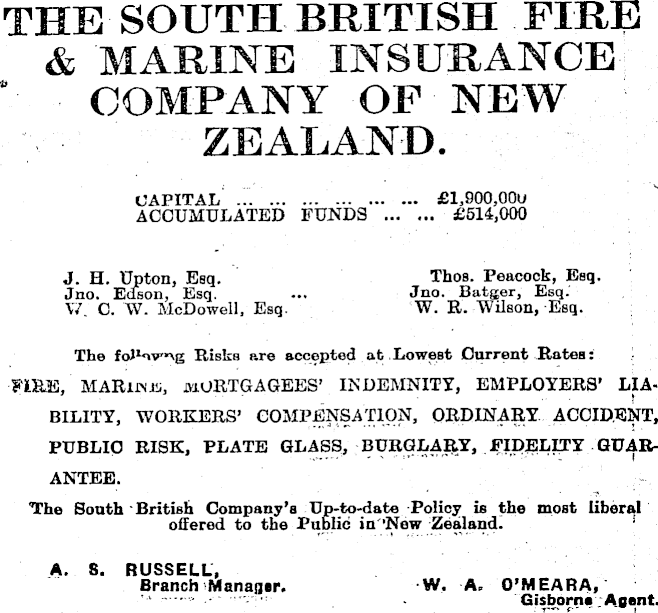 THE SOUTH BRITISH FIRE
& MARINE INSURANCE
COMPANY OF NEW
ZEALAND.
CAPITAL ... ... ... ... ... ... £1,900,000
ACCUMULATED FUNDS ... ... £514,000
J. H. Upton, Esq. Thos. Peacock, Esq.
Jno. Edson, Esq. ... Jno. Batger, Esq.
W. C. W. McDowell, Esq. W. R. Wilson, Esq.
The following Risks are accepted at Lowest Current Rates:
FIRE, MARINE, MORTGAGEES' INDEMNITY, EMPLOYERS' LIA-
BILITY, WORKERS' COMPENSATION, ORDINARY ACCIDENT,
PUBLIC RISK, PLATE GLASS, BURGLARY, FIDELITY GUAR-
ANTEE.
The South British Company's Up-to-date Policy is the most liberal
offered to the Public in New Zealand.
A. S. RUSSELL,
Branch Manager.
W. A. O'MEARA,
Gisborne Agent.